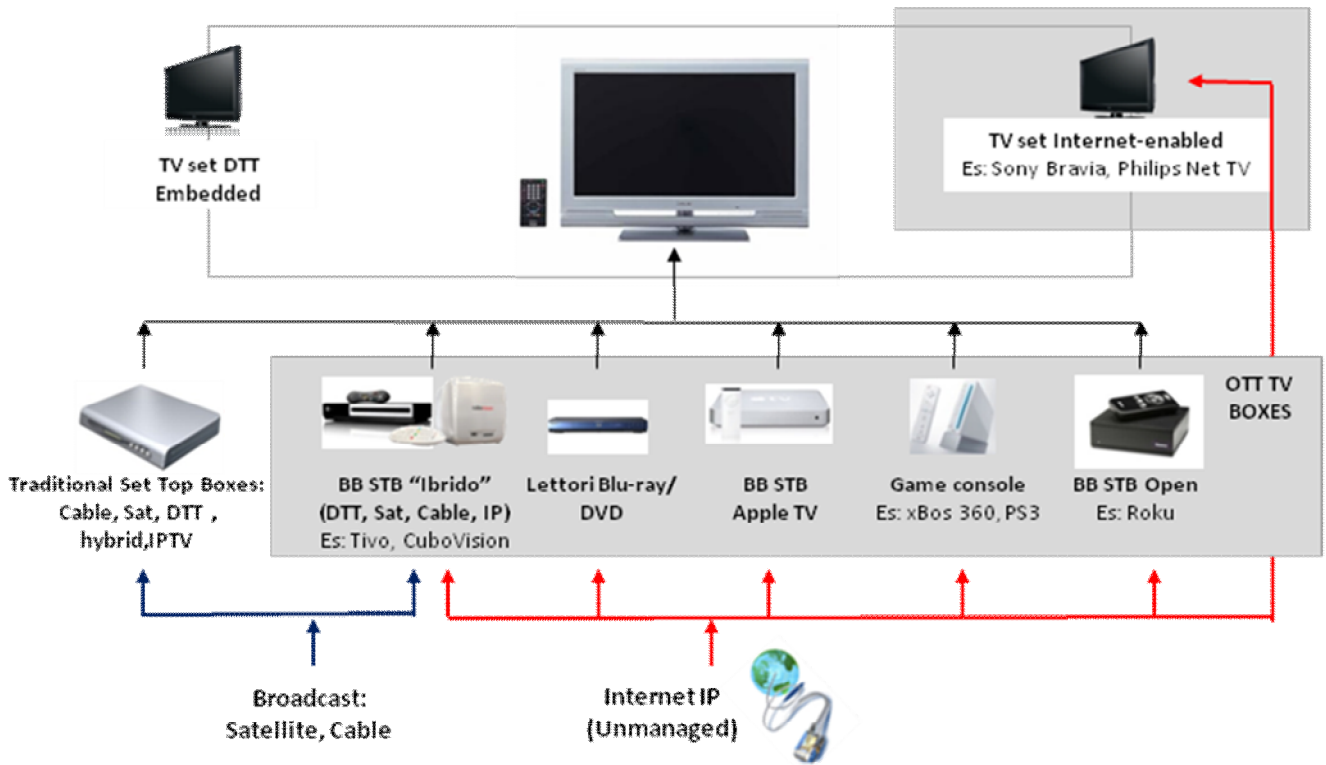 TV set DTT
Embedded
TV set Internet-enabled
Es: Sony Bravia, Philips Net TV
OTT TV
BOXES
Traditional Set Top Boxes:
Cable, Sat, DTT ,
hybrid,IPTV
BB STB “Ibrido”
(DTT, Sat, Cable, IP)
Es: Tivo, CuboVision
Lettori Blu-ray/
DVD
BB STB
Apple TV
Game console
Es: xBos 360, PS3
BB STB Open
Es: Roku
Broadcast:
Satellite, Cable
Internet IP
(Unmanaged)